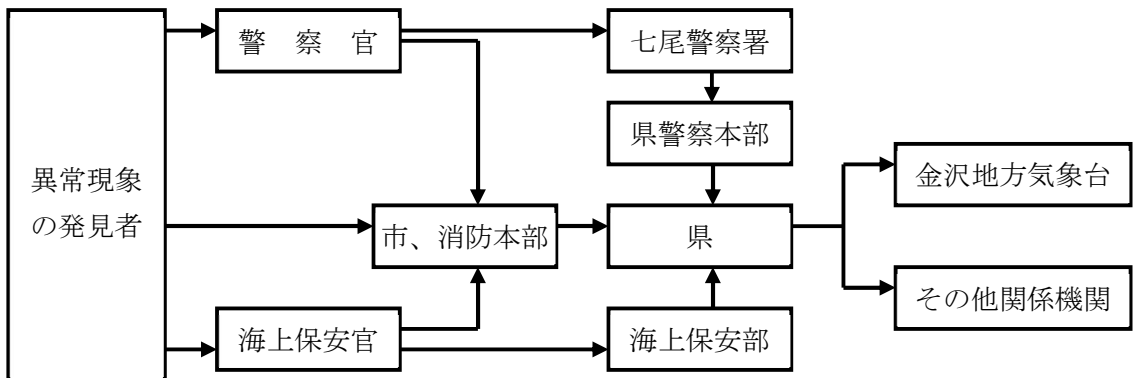 警察官
七尾警察署
県警察本部
異常現象
の発見者
金沢地方気象台
市、消防本部
県
その他関係機関
海上保安官
海上保安部